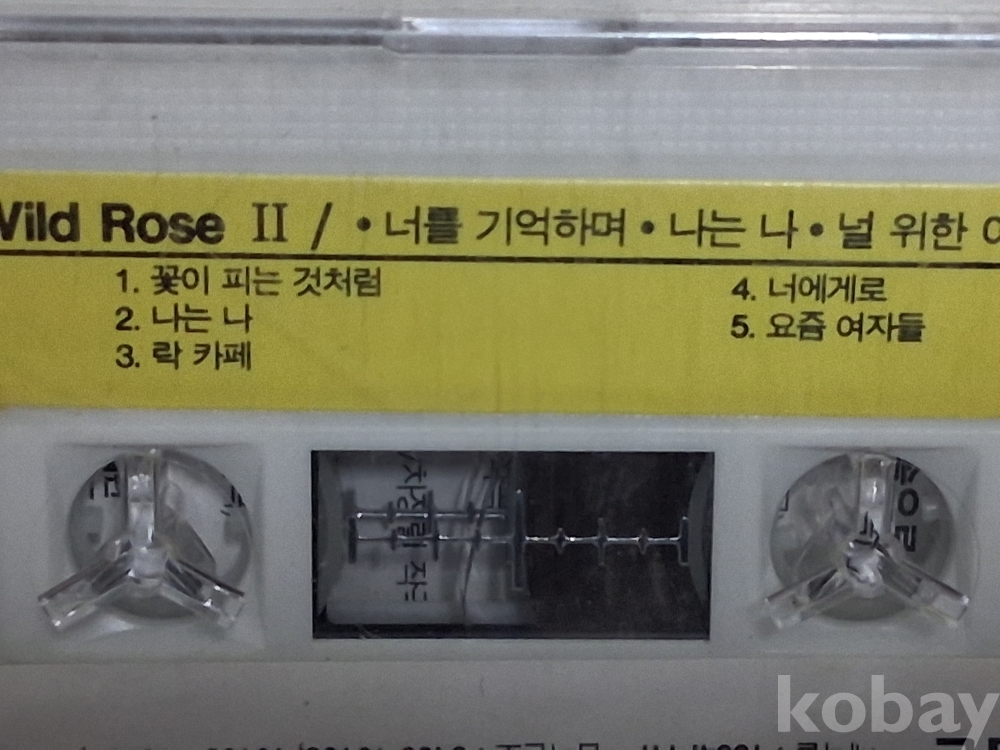 Wild Rose II / • 너를 기억하며 • 나는 나 • 널 위한
1. 꽃이 피는 것처럼
2. 나는 나
3. 락 카페
4. 너에게로
5. 요즘 여자들
kobay